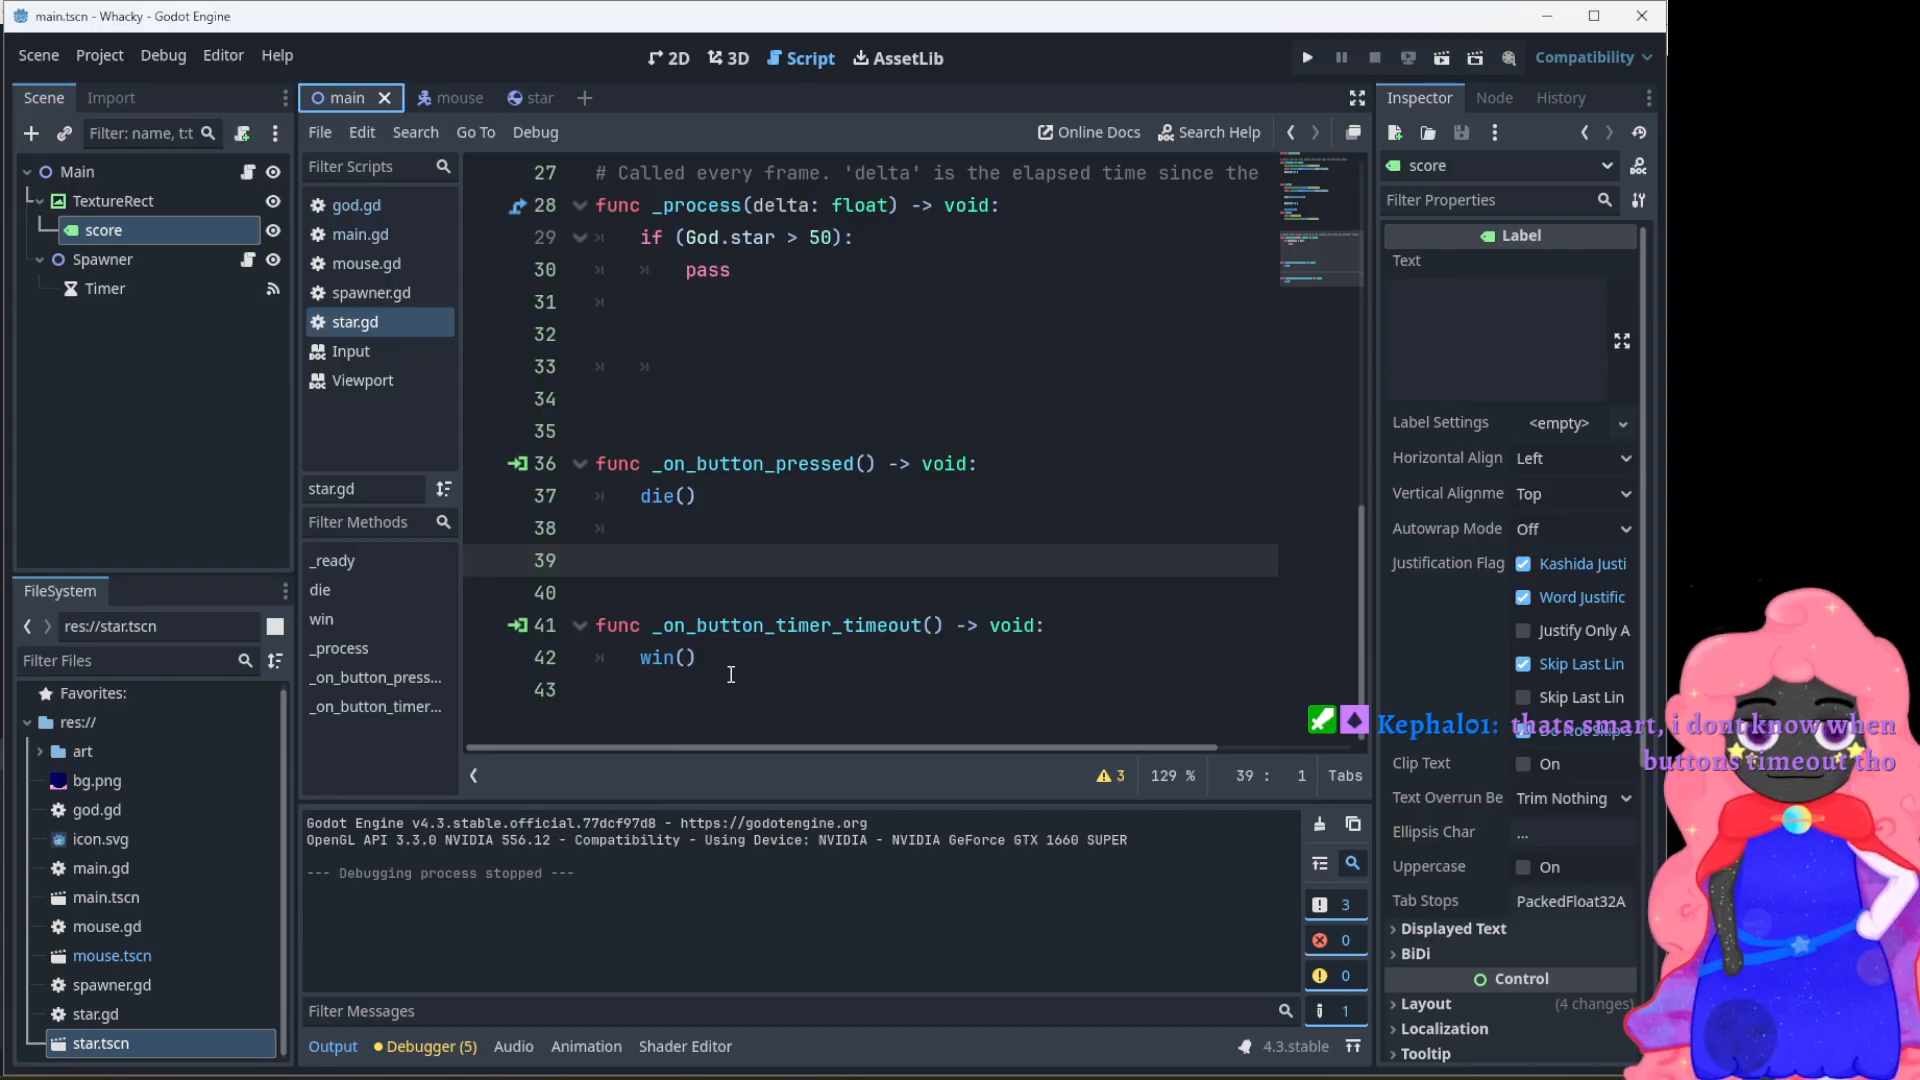 main.tscn - Whacky - Godot Engine
Scene Project Debug Editor Help
2D 3D Script AssetLib
Compatibility
Scene Import
main mouse star
Inspector Node History
Filter: name, t:t
File Edit Search Go To Debug
Online Docs Search Help
Main
TextureRect
score
Spawner
Timer
Filter Scripts
god.gd
main.gd
mouse.gd
spawner.gd
star.gd
Input
Viewport
star.gd
Filter Methods
_ready
die
win
_process
_on_button_press...
_on_button_timer...
27 # Called every frame. 'delta' is the elapsed time since the
28 func _process(delta: float) -> void:
29 if (God.star > 50):
30 pass
31
32
33
34
35
36 func _on_button_pressed() -> void:
37 die()
38
39
40
41 func _on_button_timer_timeout() -> void:
42 win()
43
3 129 % 39 : 1 Tabs
score
Filter Properties
Label
Text
Label Settings <empty>
Horizontal Align Left
Vertical Alignme Top
Autowrap Mode Off
Justification Flag Kashida Justi
Word Justific
Justify Only A
Skip Last Lin
Skip Last Lin
Do Not Skip S
Kephal01: thats smart, i dont know when
buttons timeout tho
Clip Text On
Text Overrun Be Trim Nothing
Ellipsis Char ...
Uppercase On
Tab Stops PackedFloat32A
Displayed Text
BiDi
Control
Layout (4 changes)
Localization
Tooltip
FileSystem
res://star.tscn
Filter Files
Favorites:
res://
art
bg.png
god.gd
icon.svg
main.gd
main.tscn
mouse.gd
mouse.tscn
spawner.gd
star.gd
star.tscn
Godot Engine v4.3.stable.official.77dcf97d8 - https://godotengine.org
OpenGL API 3.3.0 NVIDIA 556.12 - Compatibility - Using Device: NVIDIA - NVIDIA GeForce GTX 1660 SUPER
--- Debugging process stopped ---
3
0
0
1
Filter Messages
Output Debugger (5) Audio Animation Shader Editor
4.3.stable